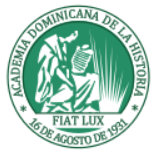 ACADEMIA DOMINICANA DE LA HISTORIA
FIAT LUX
16 DE AGOSTO DE 1931